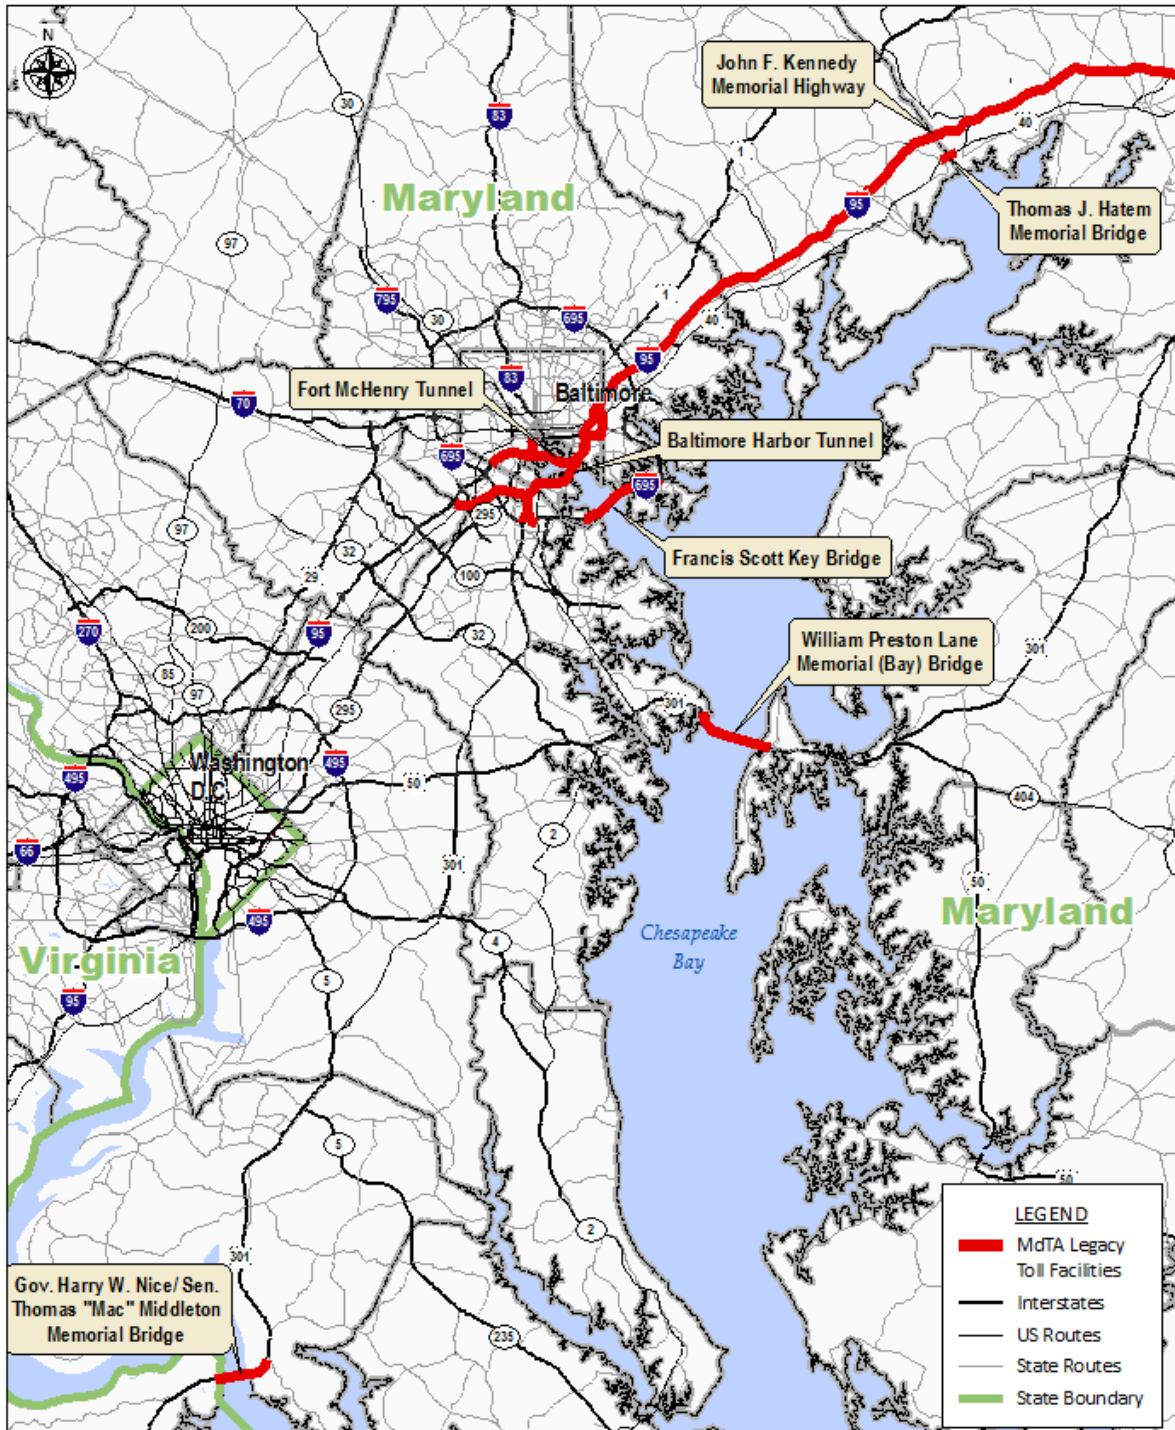 N
John F. Kennedy
Memorial Highway
30
83
1
40
Maryland
95
Thomas J. Hatem
Memorial Bridge
97
795
30
695
1
40
95
83
Fort McHenry Tunnel
Baltimore
70
Baltimore Harbor Tunnel
695
695
295
97
32
Francis Scott Key Bridge
29
100
270
200
95
32
William Preston Lane
Memorial (Bay) Bridge
301
85
97
295
301
Washington
D.C.
495
495
50
404
2
66
301
50
Maryland
495
Chesapeake
Bay
4
Virginia
5
95
5
50
2
301
235
Gov. Harry W. Nice/ Sen.
Thomas "Mac" Middleton
Memorial Bridge
LEGEND
MdTA Legacy
Toll Facilities
Interstates
US Routes
State Routes
State Boundary